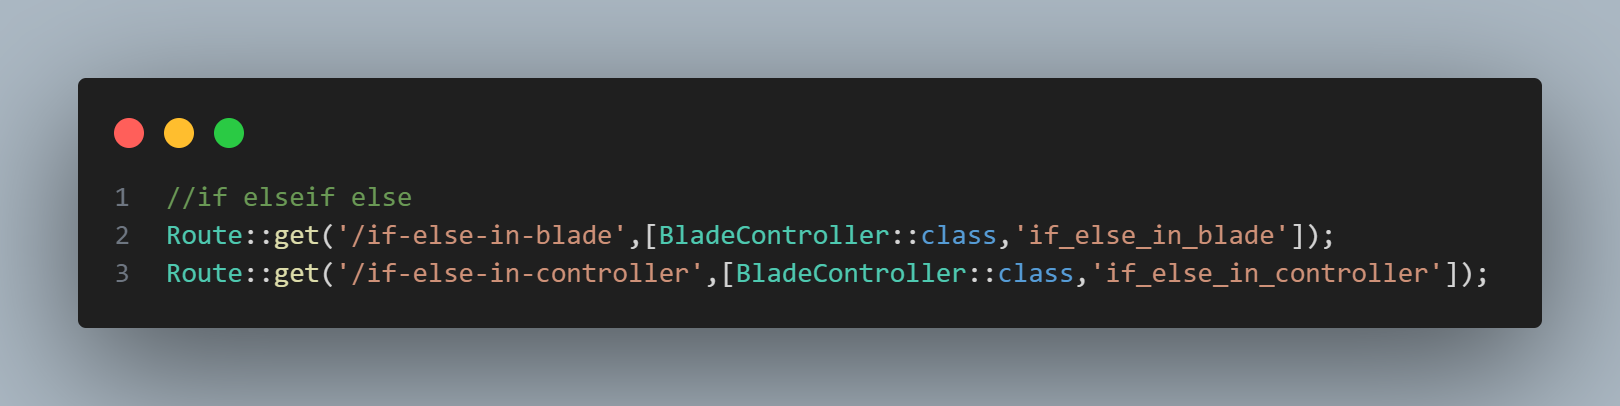 1 //if elseif else
2 Route::get('/if-else-in-blade',[BladeController::class,'if_else_in_blade']);
3 Route::get('/if-else-in-controller',[BladeController::class,'if_else_in_controller']);